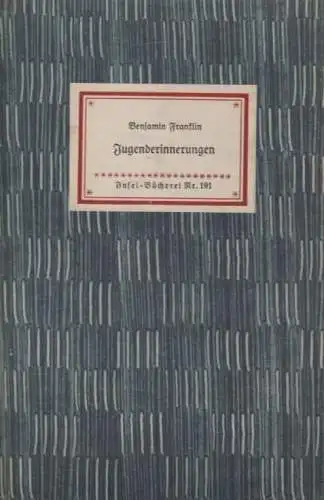 Benjamin Franklin
Jugenderinnerungen
Insel-Bücherei Nr. 191